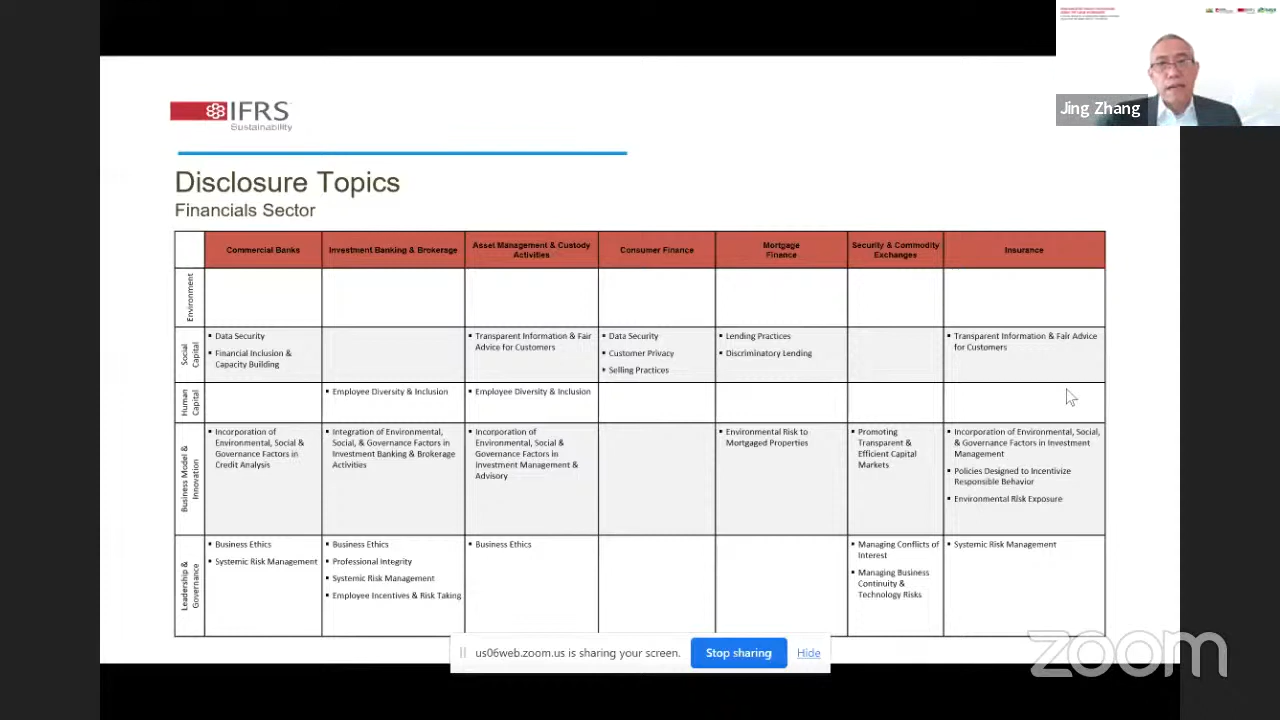 Jing Zhang
IFRS
Sustainability
Disclosure Topics
Financials Sector
Commercial Banks
Investment Banking & Brokerage
Asset Management & Custody
Activities
Consumer Finance
Mortgage
Finance
Security & Commodity
Exchanges
Insurance
Environment
Social
Capital
▪ Data Security
▪ Financial Inclusion &
Capacity Building
▪ Transparent Information & Fair
Advice for Customers
▪ Data Security
▪ Customer Privacy
▪ Selling Practices
▪ Lending Practices
▪ Discriminatory Lending
▪ Transparent Information & Fair Advice
for Customers
Human
Capital
▪ Employee Diversity & Inclusion
▪ Employee Diversity & Inclusion
Business Model &
Innovation
▪ Incorporation of
Environmental, Social &
Governance Factors in
Credit Analysis
▪ Integration of Environmental,
Social, & Governance Factors in
Investment Banking & Brokerage
Activities
▪ Incorporation of
Environmental, Social &
Governance Factors in
Investment Management &
Advisory
▪ Environmental Risk to
Mortgaged Properties
▪ Promoting
Transparent &
Efficient Capital
Markets
▪ Incorporation of Environmental, Social,
& Governance Factors in Investment
Management
▪ Policies Designed to Incentivize
Responsible Behavior
▪ Environmental Risk Exposure
Leadership &
Governance
▪ Business Ethics
▪ Systemic Risk Management
▪ Business Ethics
▪ Professional Integrity
▪ Systemic Risk Management
▪ Employee Incentives & Risk Taking
▪ Business Ethics
▪ Managing Conflicts of
Interest
▪ Managing Business
Continuity &
Technology Risks
▪ Systemic Risk Management
us06web.zoom.us is sharing your screen.
Stop sharing
Hide
zoom